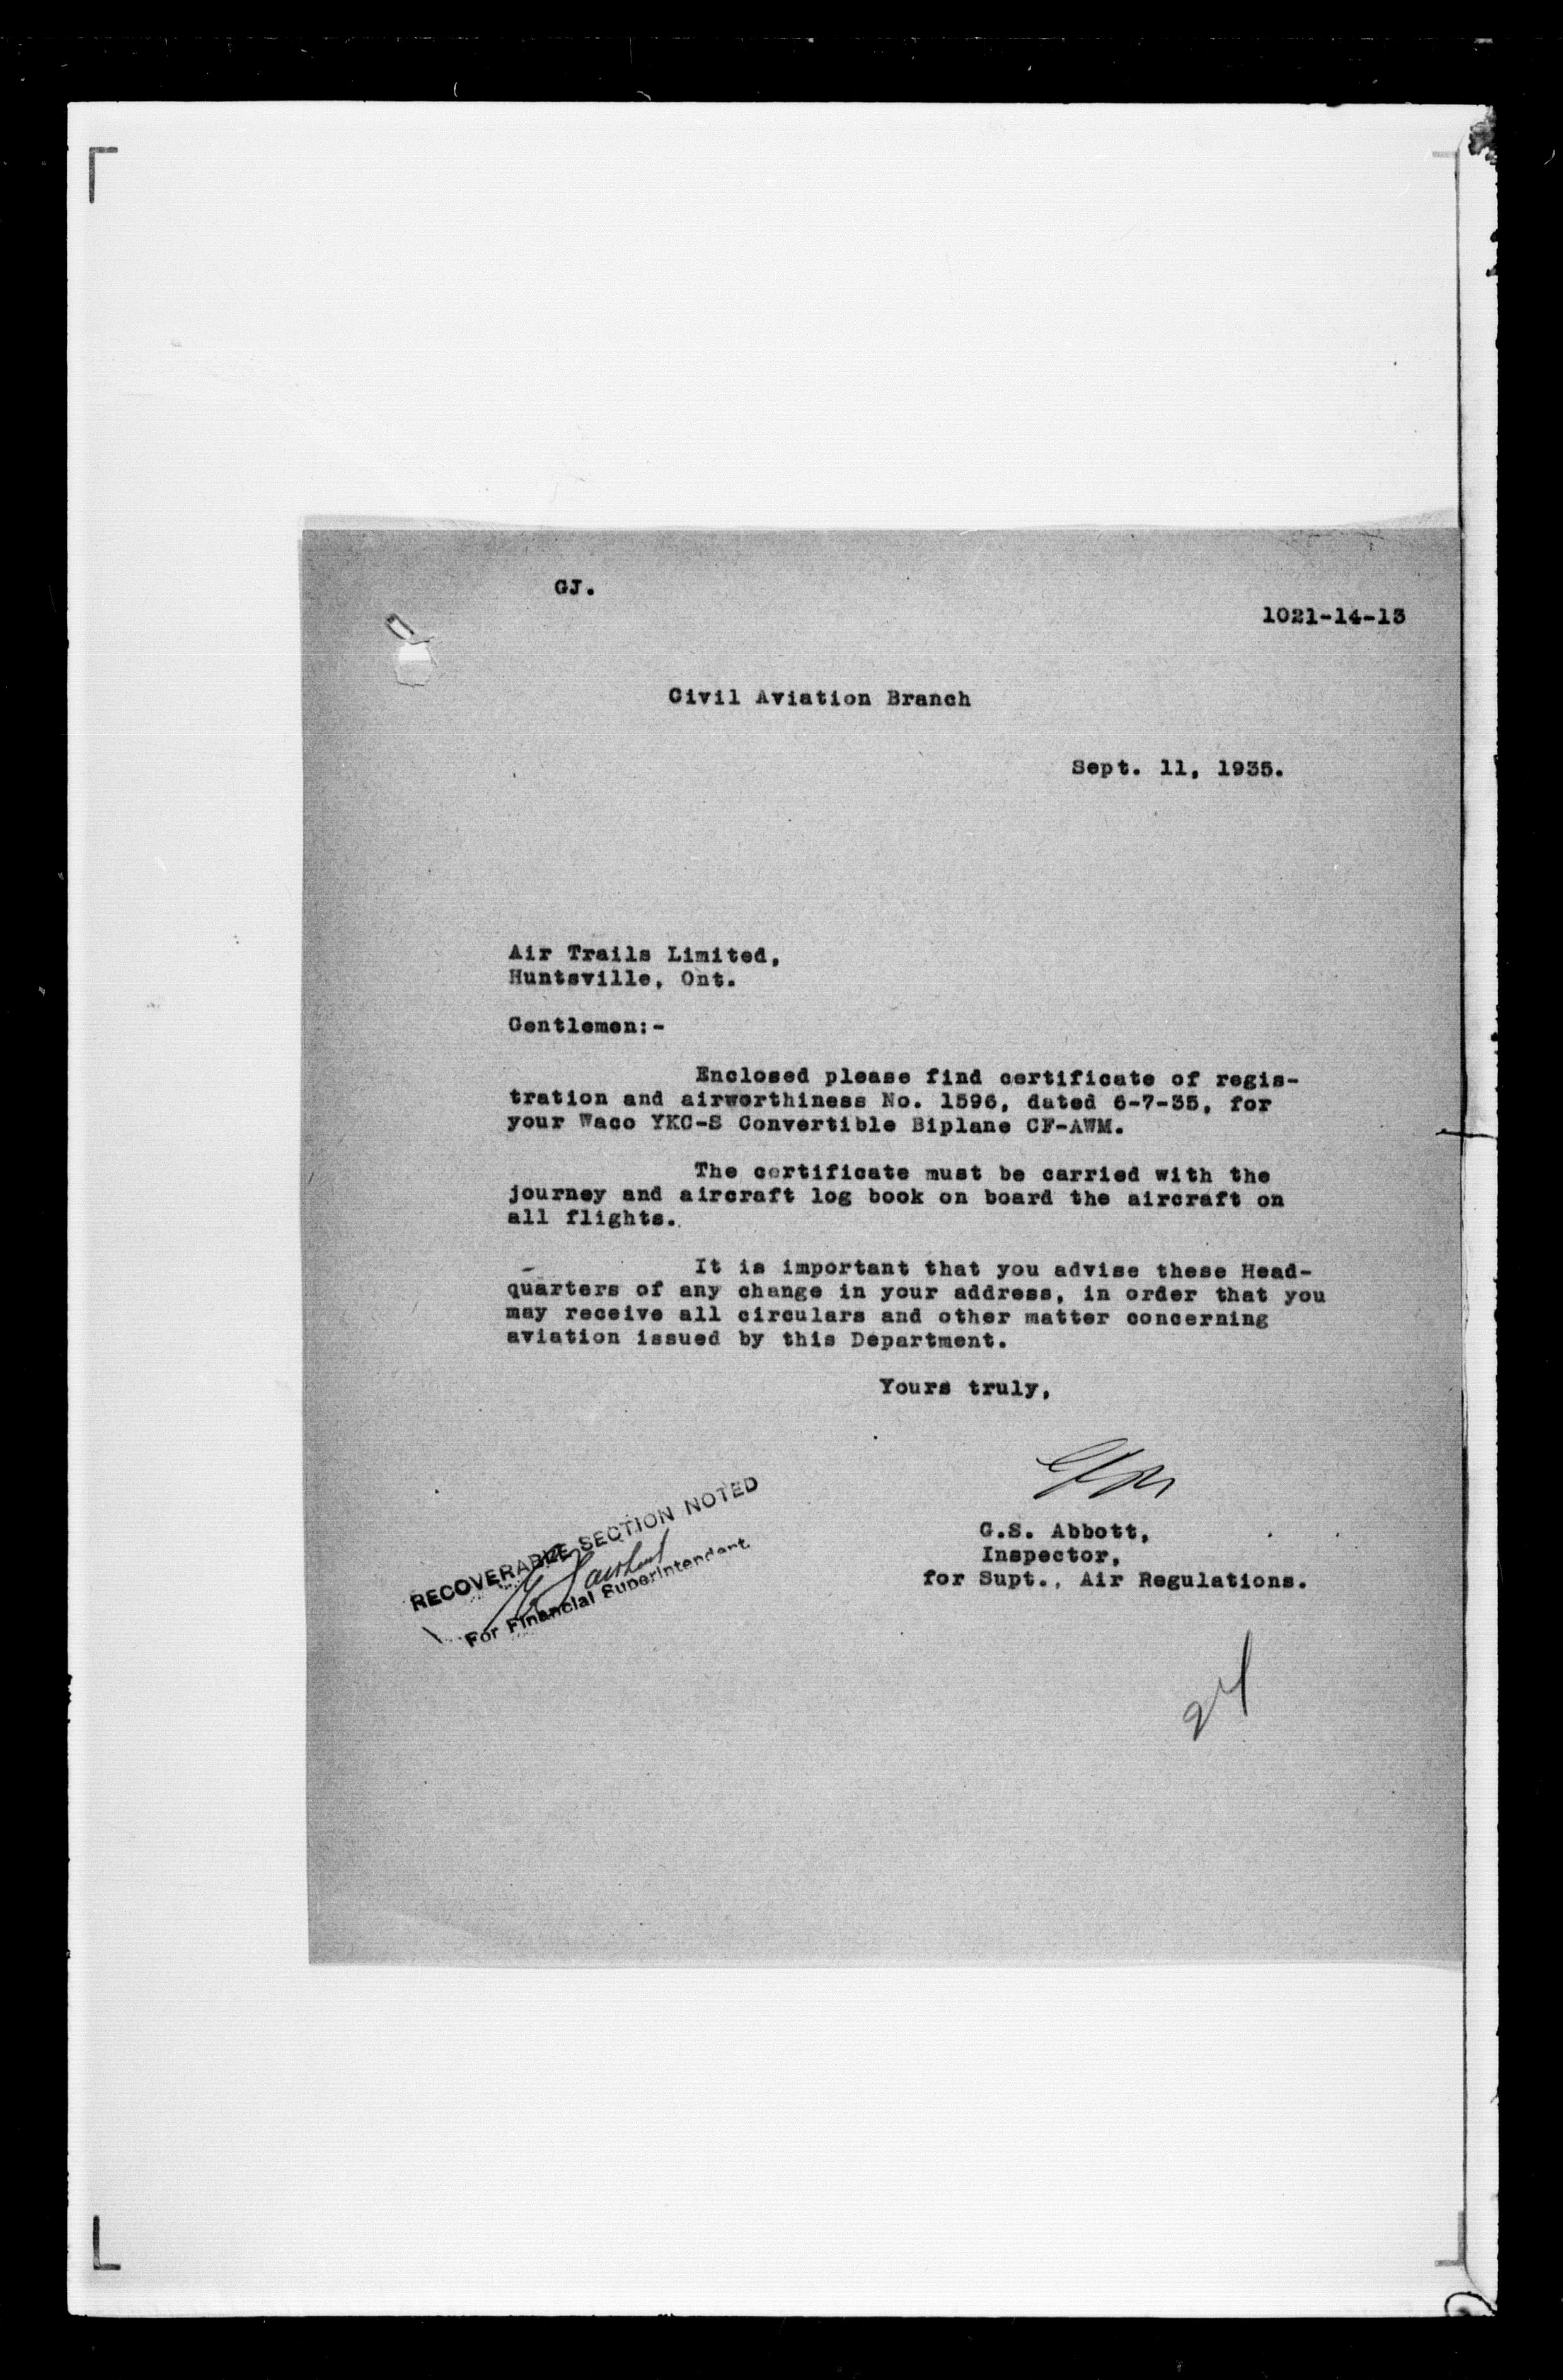 GJ.
1021-14-13
Civil Aviation Branch
Sept. 11, 1935.
Air Trails Limited,
Huntsville, Ont.
Gentlemen:-
Enclosed please find certificate of regis-
tration and airworthiness No. 1596, dated 6-7-35, for
your Waco YKC-S Convertible Biplane CF-AWM.
The certificate must be carried with the
journey and aircraft log book on board the aircraft on
all flights.
It is important that you advise these Head-
quarters of any change in your address, in order that you
may receive all circulars and other matter concerning
aviation issued by this Department.
Yours truly,
G.S. Abbott,
Inspector,
for Supt., Air Regulations.
RECOVERABLE SECTION NOTED
For Financial Superintendent.
24